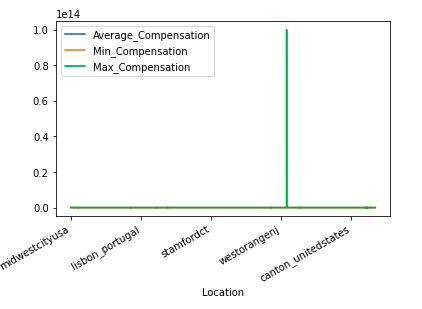 1e14
1.0
0.8
0.6
0.4
0.2
0.0
Average_Compensation
Min_Compensation
Max_Compensation
midwestcityusa
lisbon_portugal
stamfordct
westorangenj
canton_unitedstates
Location